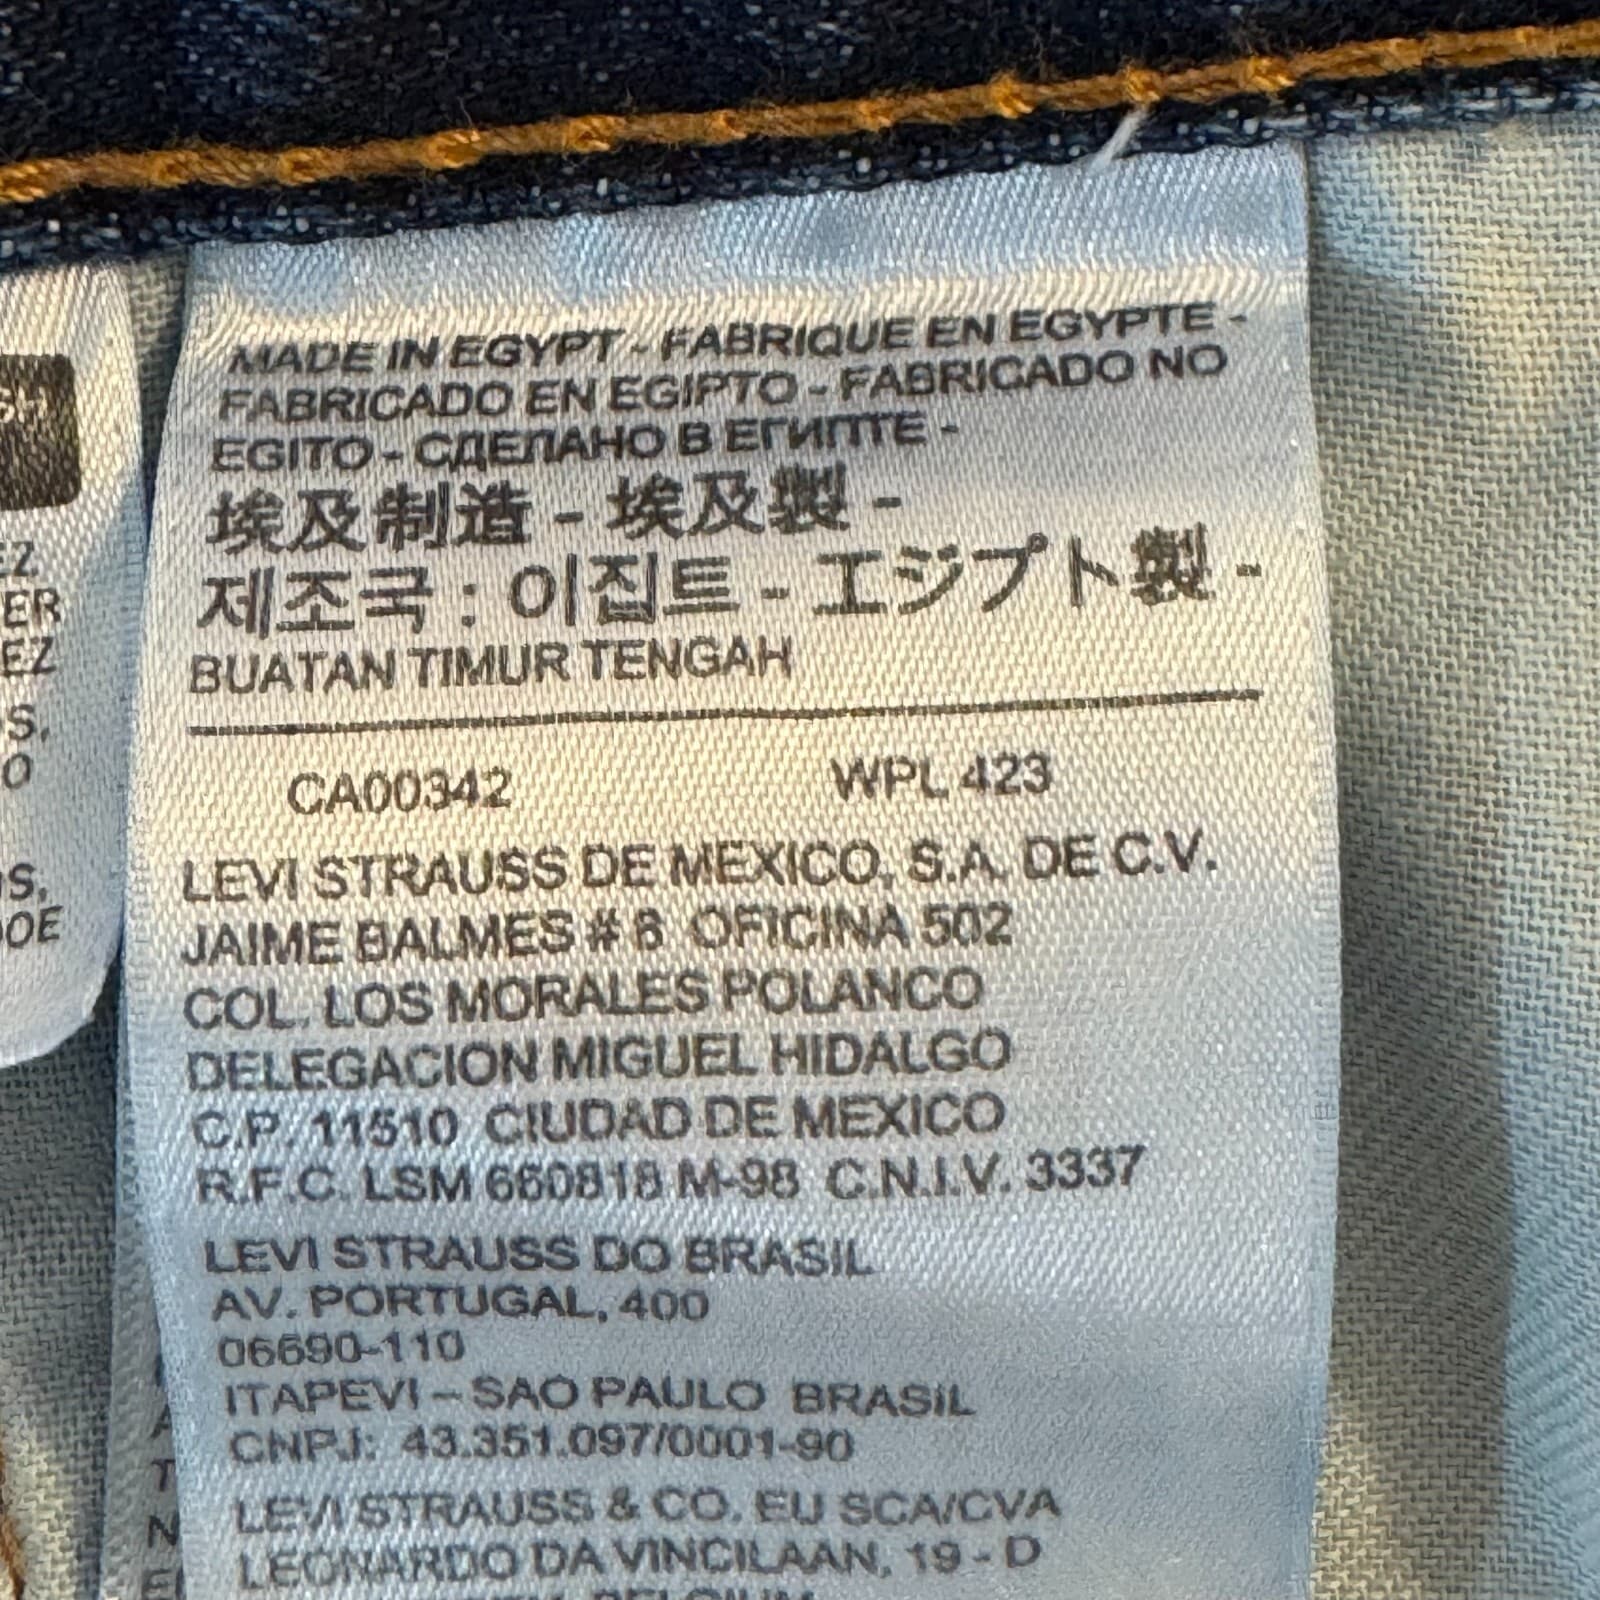 MADE IN EGYPT - FABRIQUE EN EGYPTE -
FABRICADO EN EGIPTO - FABRICADO NO
EGITO - СДЕЛАНО В ЕГИПТЕ -
埃及制造 - 埃及製 -
제조국 : 이집트 - エジプト製 -
BUATAN TIMUR TENGAH
CA00342 WPL 423
LEVI STRAUSS DE MEXICO, S.A. DE C.V.
JAIME BALMES # 8 OFICINA 502
COL. LOS MORALES POLANCO
DELEGACION MIGUEL HIDALGO
C.P. 11510 CIUDAD DE MEXICO
R.F.C. LSM 660818 M-98 C.N.I.V. 3337
LEVI STRAUSS DO BRASIL
AV. PORTUGAL, 400
06690-110
ITAPEVI – SAO PAULO BRASIL
CNPJ: 43.351.097/0001-90
LEVI STRAUSS & CO. EU SCA/CVA
LEONARDO DA VINCILAAN, 19 - D
BELGIUM